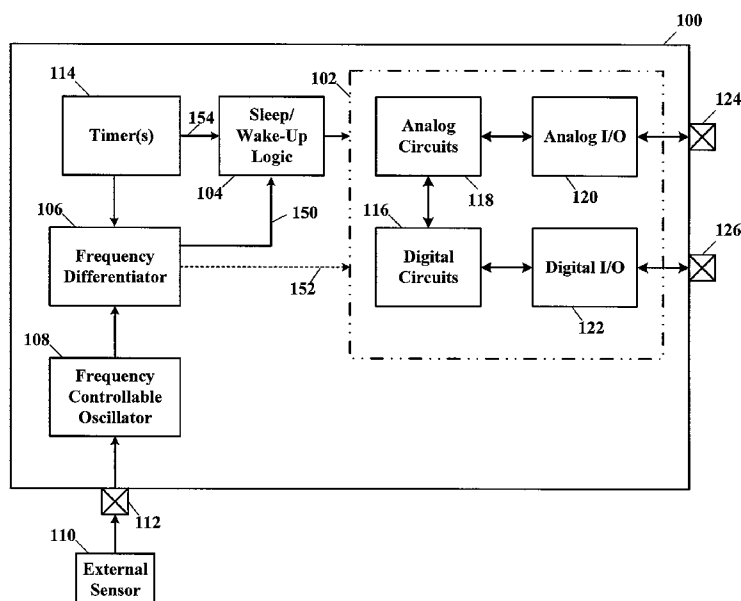 100
114
154
Timer(s)
Sleep/
Wake-Up
Logic
104
102
Analog
Circuits
118
Analog I/O
120
124
106
150
Frequency
Differentiator
152
116
Digital
Circuits
Digital I/O
122
126
108
Frequency
Controllable
Oscillator
112
110
External
Sensor